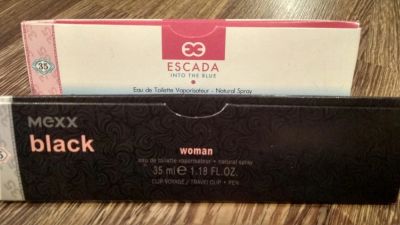 35
ESCADA
INTO THE BLUE
Eau de Toilette Vaporisateur - Natural Spray
mexx
black
woman
eau de toilette vaporisateur • natural spray
35 ml e 1.18 FL.OZ.
CLIP VOYAGE / TRAVEL CLIP • PEN
35